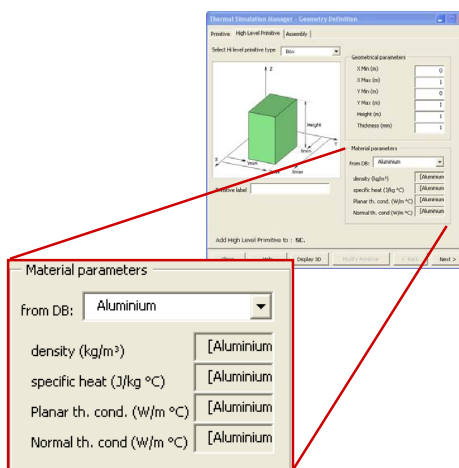 Thermal Simulation Manager - Geometry Definition
Primitive High Level Primitive Assembly
Select Hi level primitive type Box
Geometrical parameters
X Min (m) 0
X Max (m) 1
Y Min (m) 0
Y Max (m) 1
Height (m) 1
Thickness (mm) 1
Z
Height
Y
X
Material parameters
from DB: Aluminium
density (kg/m³) [Aluminium
specific heat (J/kg °C) [Aluminium
Planar th. cond. (W/m °C) [Aluminium
Normal th. cond (W/m °C) [Aluminium
Primitive label
Add High Level Primitive to : SC.
Close Help Display 3D Modify Primitive < Back Next >
Material parameters
from DB: Aluminium
density (kg/m³) [Aluminium
specific heat (J/kg °C) [Aluminium
Planar th. cond. (W/m °C) [Aluminium
Normal th. cond (W/m °C) [Aluminium